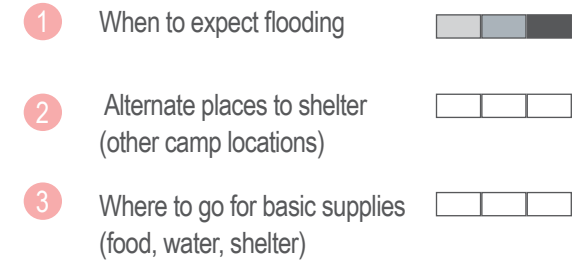 1 When to expect flooding
2 Alternate places to shelter
(other camp locations)
3 Where to go for basic supplies
(food, water, shelter)